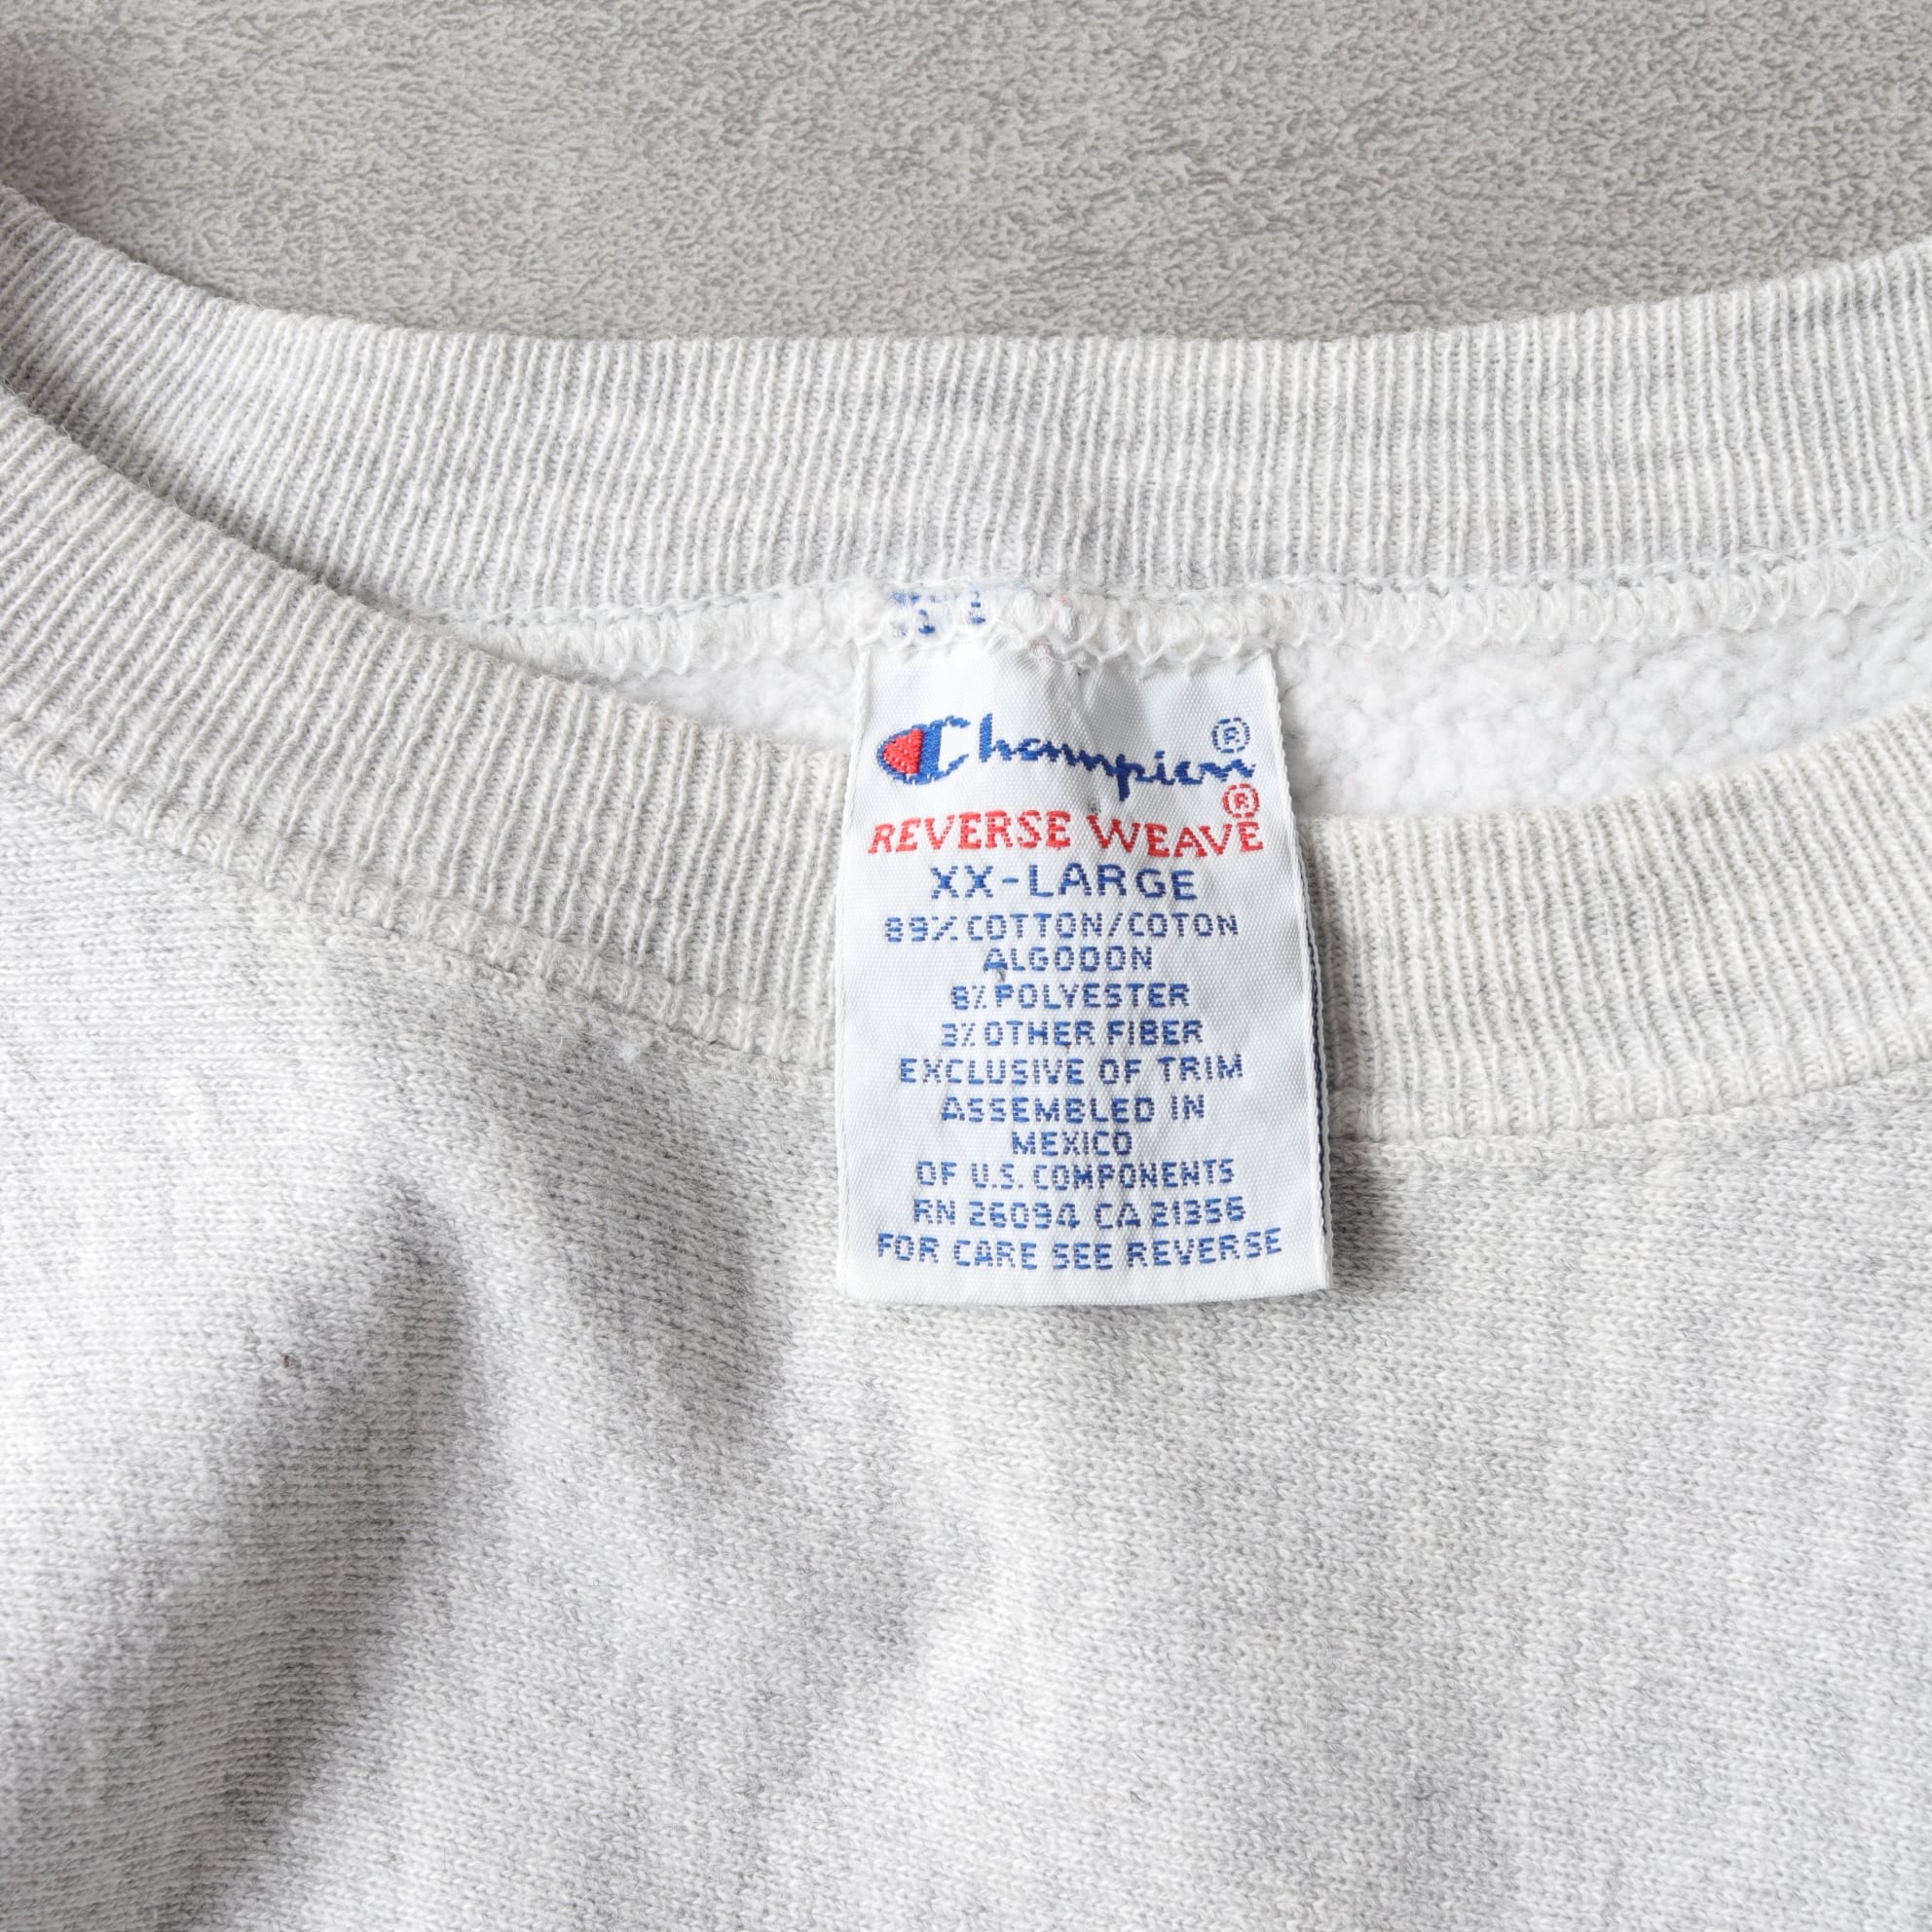 Champion®
REVERSE WEAVE®
XX-LARGE
89% COTTON/COTON
ALGODON
8% POLYESTER
3% OTHER FIBER
EXCLUSIVE OF TRIM
ASSEMBLED IN
MEXICO
OF U.S. COMPONENTS
RN 26094 CA 21356
FOR CARE SEE REVERSE